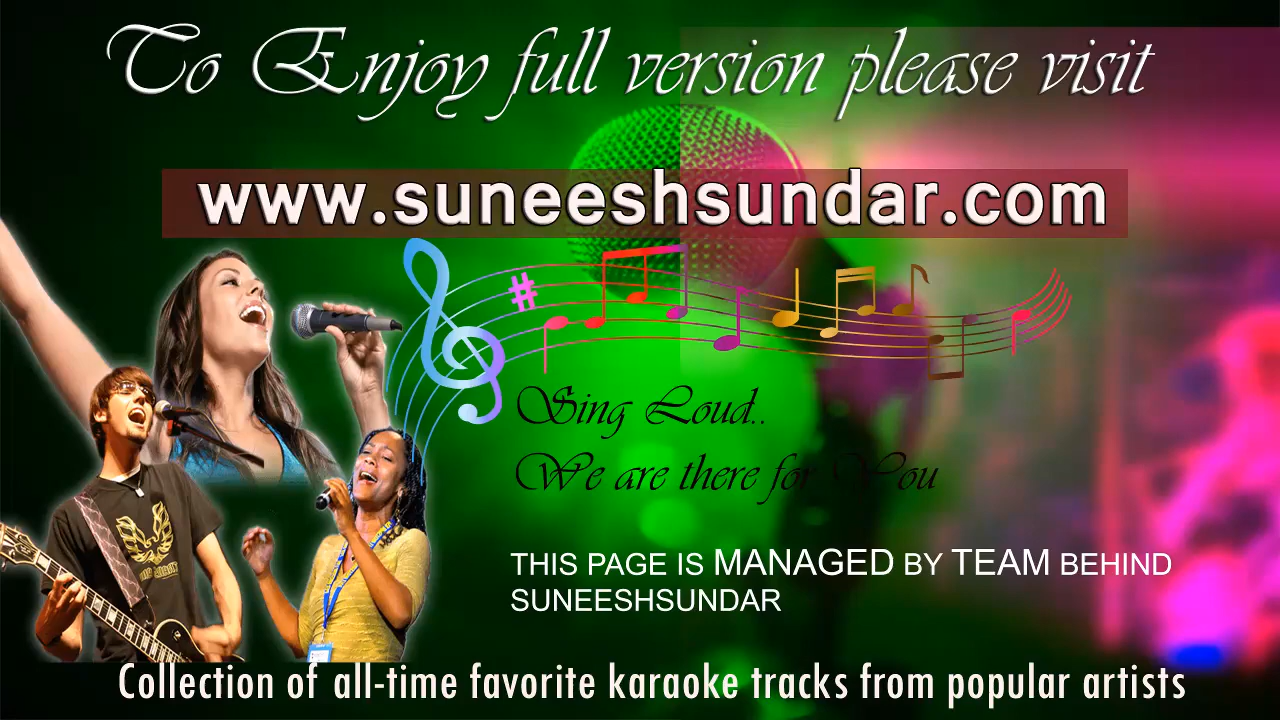 To Enjoy full version please visit
www.suneeshsundar.com
Sing Loud..
We are there for You
THIS PAGE IS MANAGED BY TEAM BEHIND
SUNEESHSUNDAR
Collection of all-time favorite karaoke tracks from popular artists